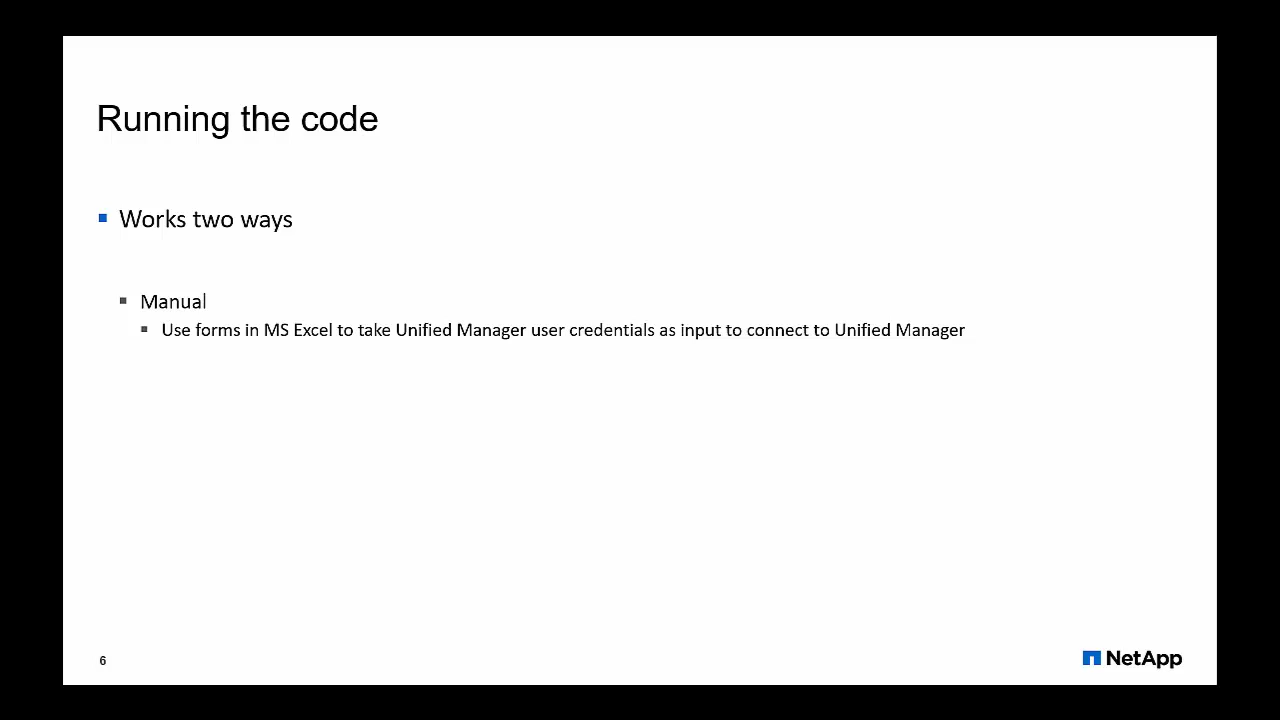 Running the code
Works two ways
Manual
Use forms in MS Excel to take Unified Manager user credentials as input to connect to Unified Manager
6
NetApp